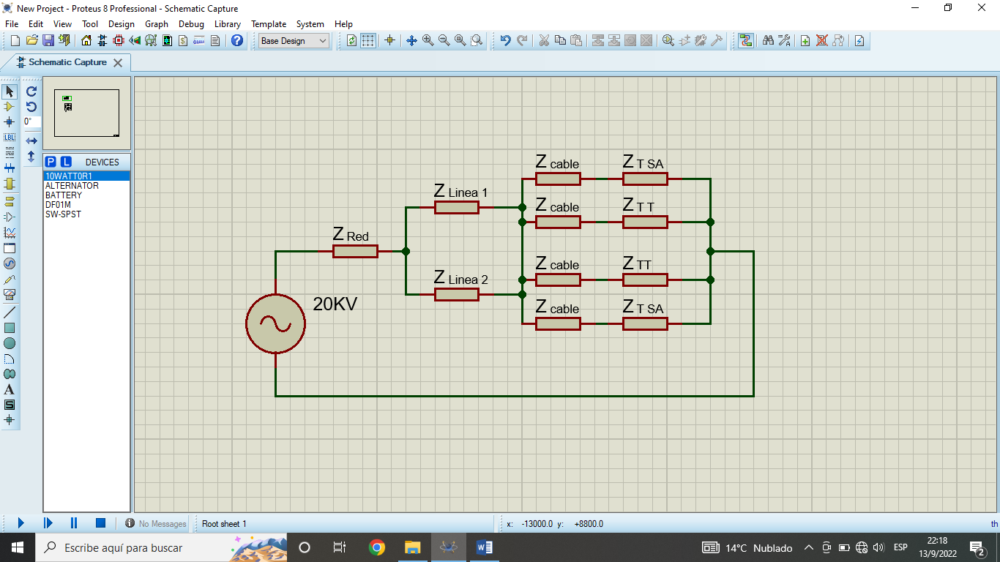 New Project - Proteus 8 Professional - Schematic Capture
File Edit View Tool Design Graph Debug Library Template System Help
Base Design
Schematic Capture
0°
LBL
P L DEVICES
10WATT0R1
ALTERNATOR
BATTERY
DF01M
SW-SPST
A
S
Z cable Z T SA
Z Linea 1
Z cable Z T T
Z Red
Z cable Z TT
Z Linea 2
20KV
Z cable Z T SA
No Messages Root sheet 1 x: -13000.0 y: +8800.0 th
Escribe aquí para buscar 14°C Nublado ESP 22:18
13/9/2022
2